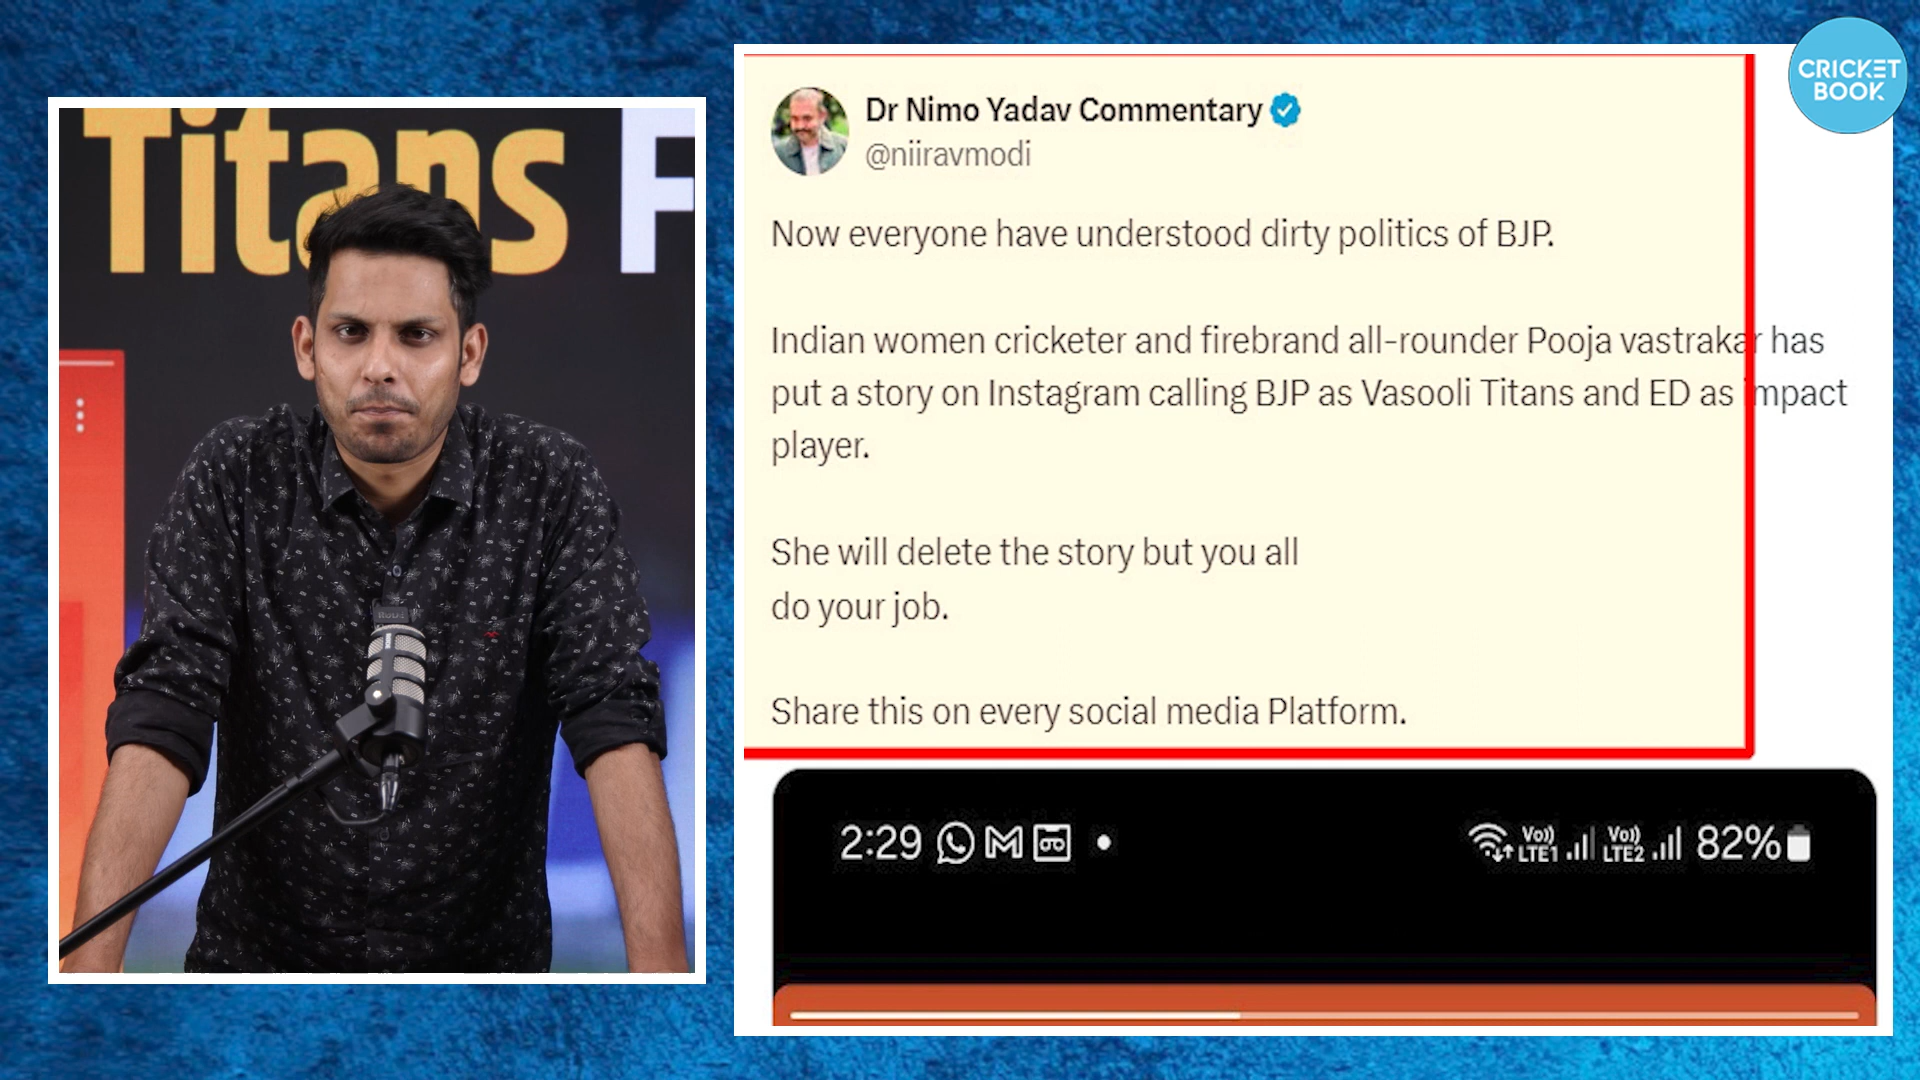 Titans F
CRICKET
BOOK
Dr Nimo Yadav Commentary
@niiravmodi
Now everyone have understood dirty politics of BJP.
Indian women cricketer and firebrand all-rounder Pooja vastrakar has
put a story on Instagram calling BJP as Vasooli Titans and ED as impact
player.
She will delete the story but you all
do your job.
Share this on every social media Platform.
2:29
Vo)) LTE1 Vo)) LTE2 82%
RØDE